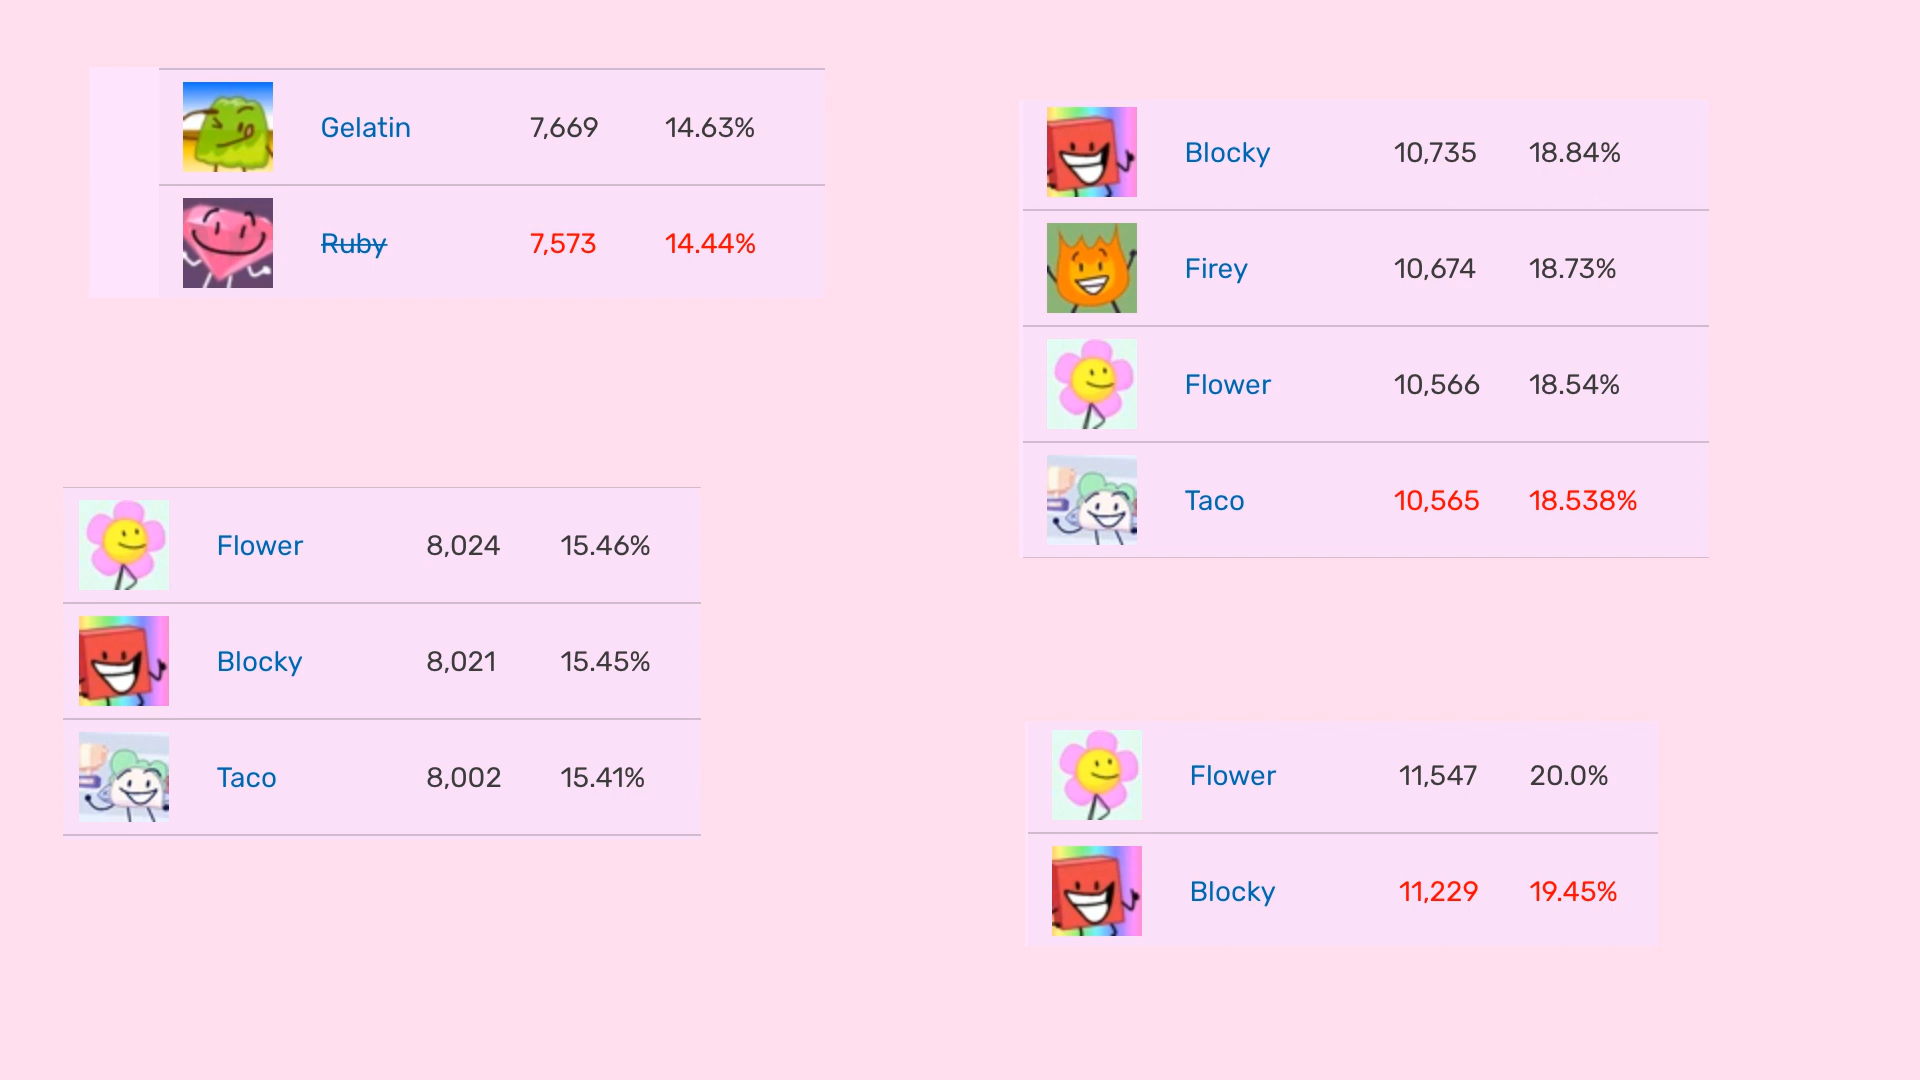 Gelatin 7,669 14.63%
Ruby 7,573 14.44%
Flower 8,024 15.46%
Blocky 8,021 15.45%
Taco 8,002 15.41%
Blocky 10,735 18.84%
Firey 10,674 18.73%
Flower 10,566 18.54%
Taco 10,565 18.538%
Flower 11,547 20.0%
Blocky 11,229 19.45%